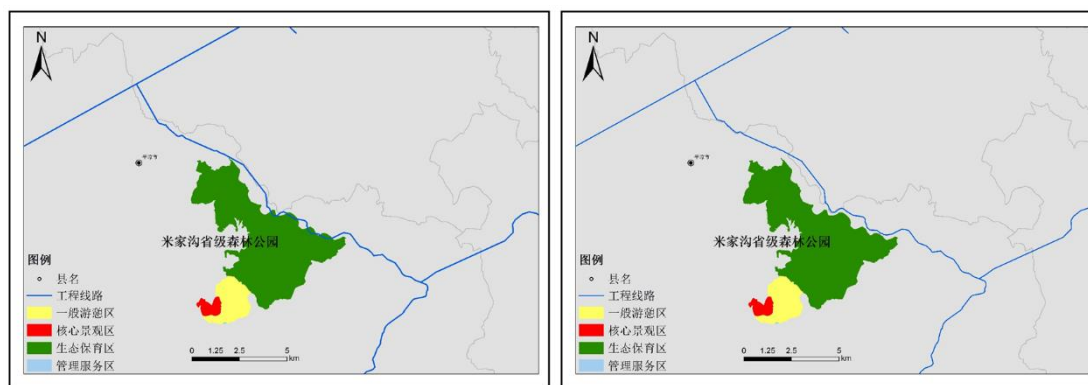 N
米家沟省级森林公园
图例
县名
工程线路
一般游憩区
核心景观区
生态保育区
管理服务区
0 1.25 2.5 5
km
N
米家沟省级森林公园
图例
县名
工程线路
一般游憩区
核心景观区
生态保育区
管理服务区
0 1.25 2.5 5
km